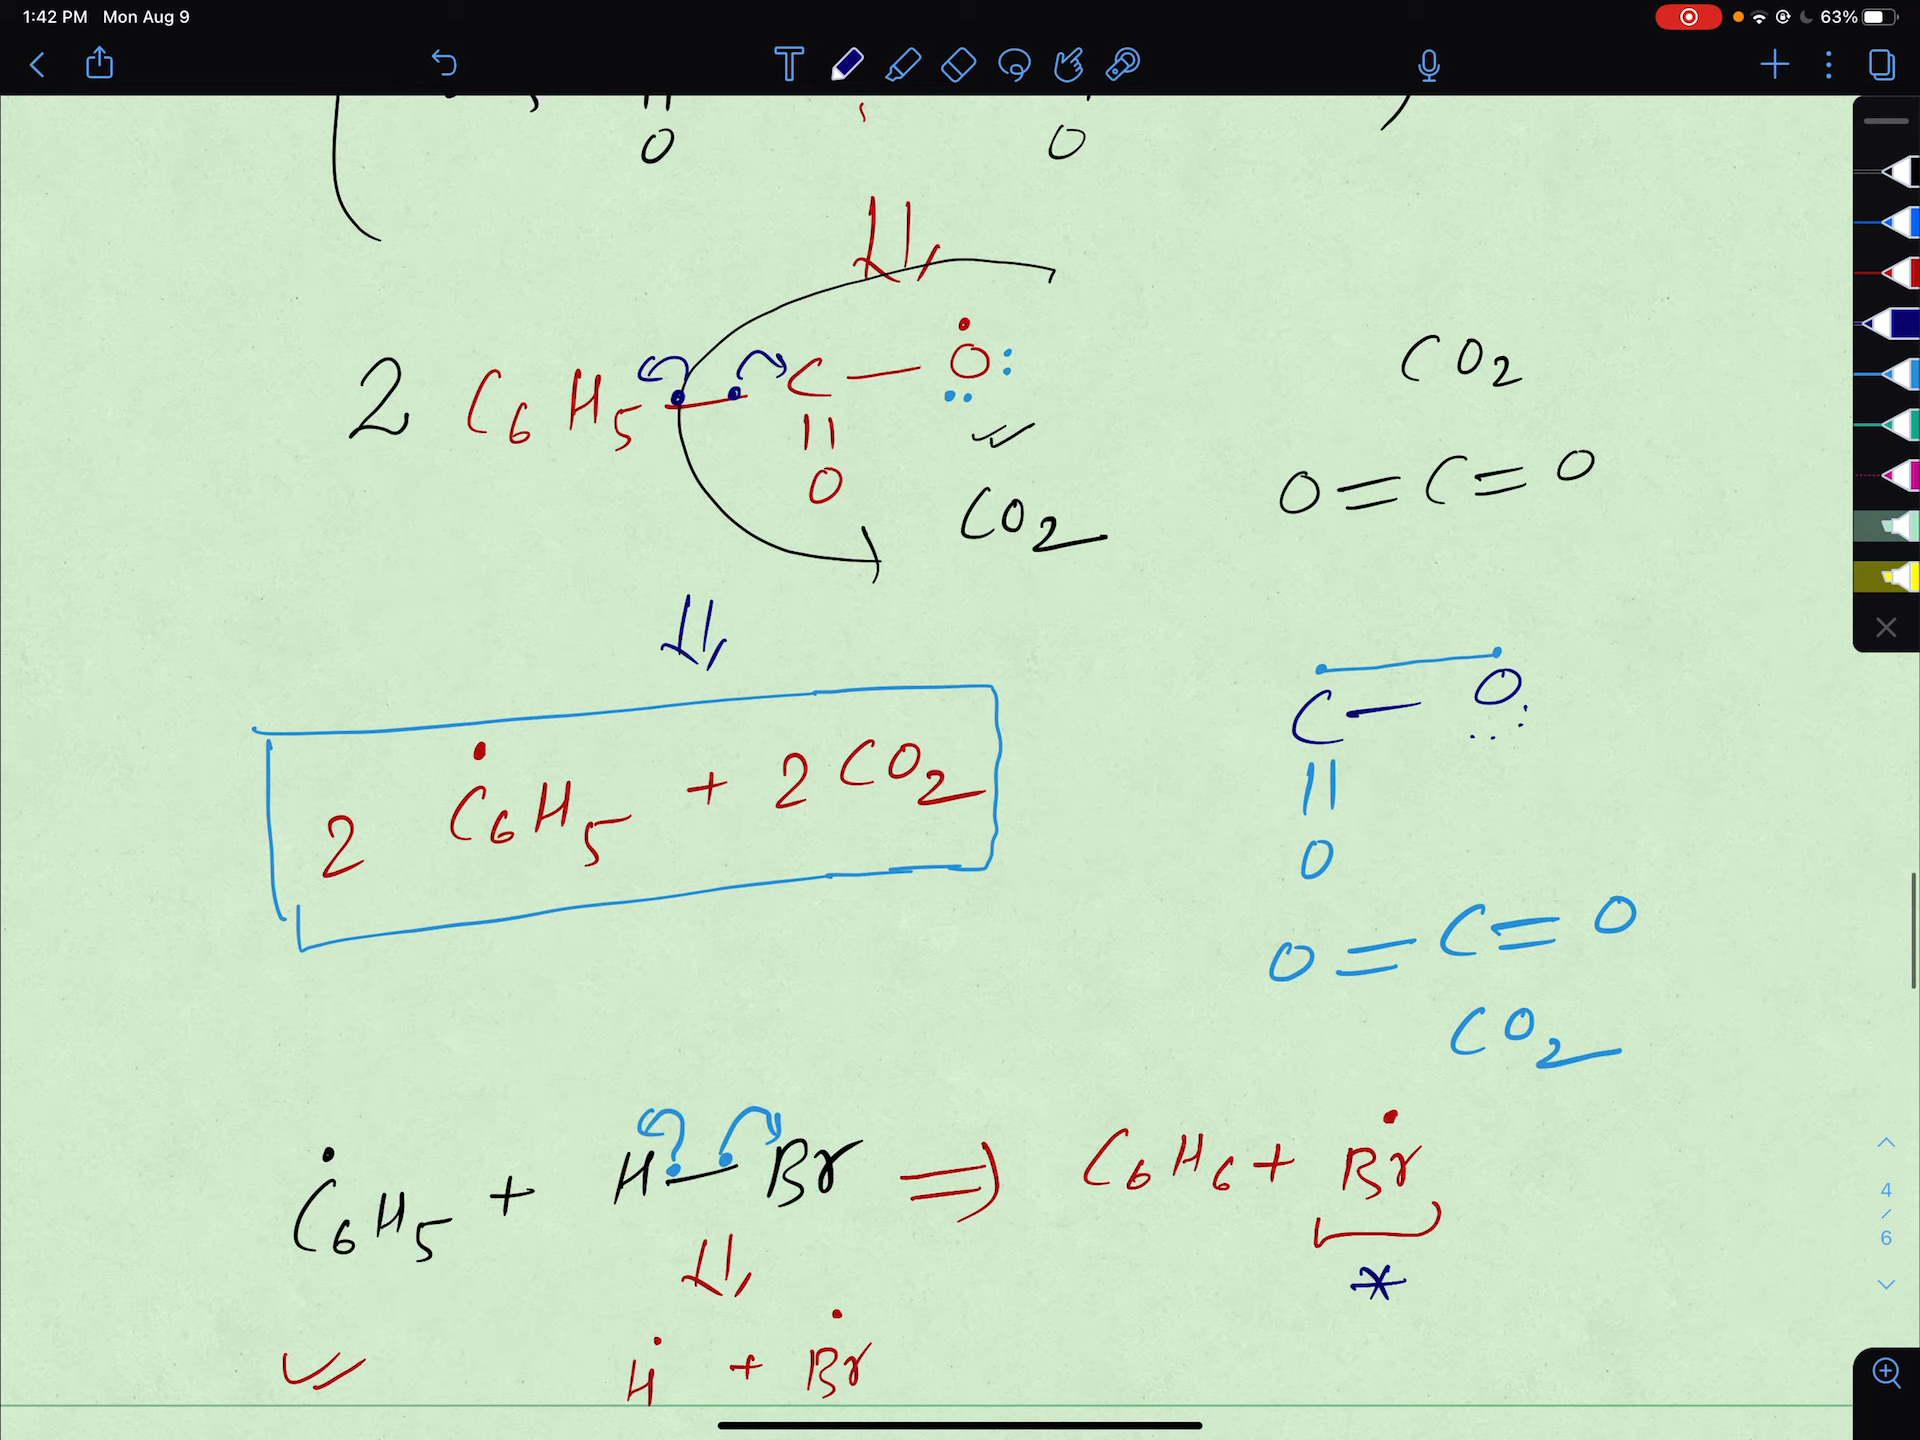 1:42 PM Mon Aug 9
63%
O O
2 C6H5 — C — O
||
O
CO2
CO2
O = C = O
C — O
||
O
O = C = O
CO2
2 C6H5 + 2 CO2
C6H5 + H — Br ⇒ C6H6 + Br
*
H + Br
4
/
6